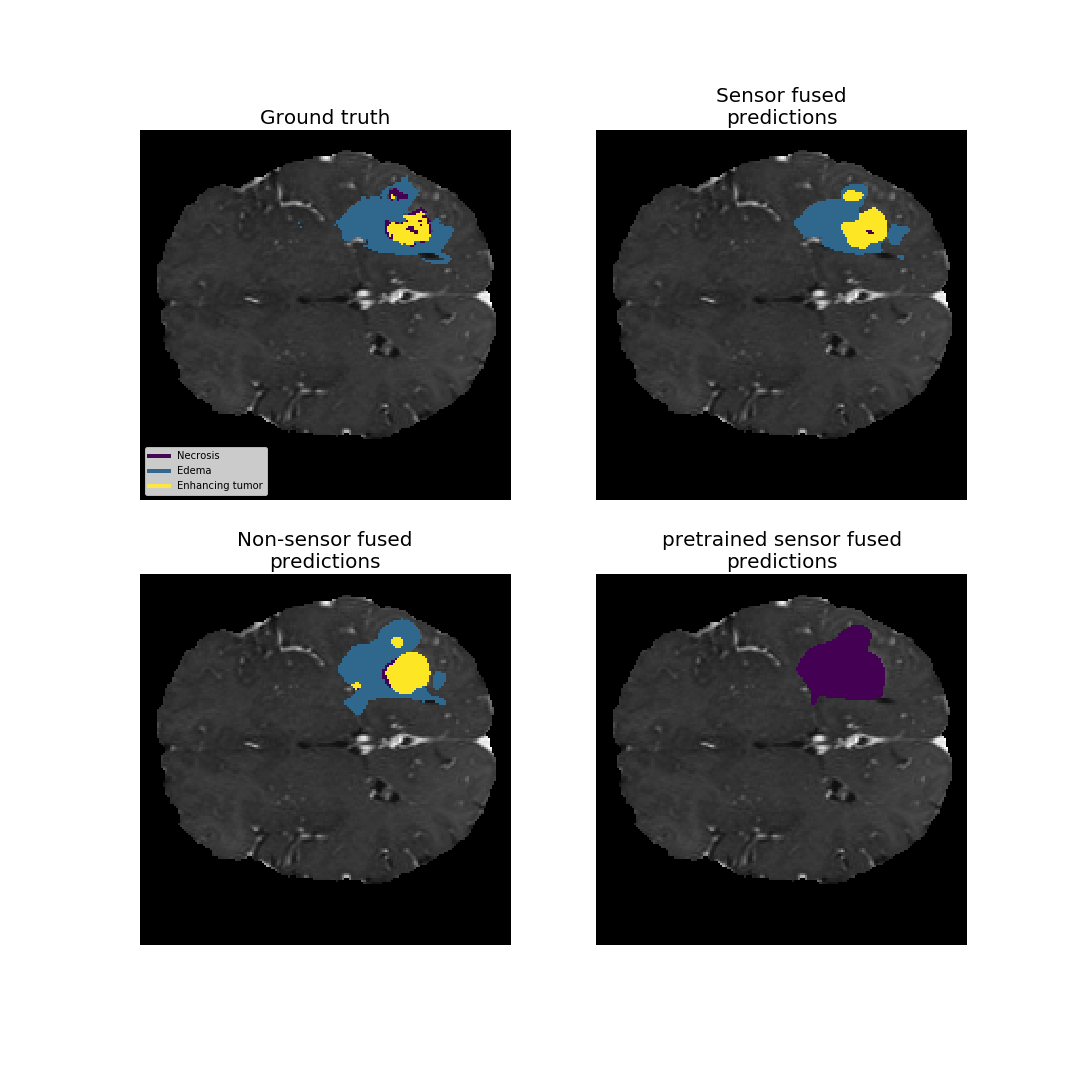 Ground truth
Sensor fused
predictions
Necrosis
Edema
Enhancing tumor
Non-sensor fused
predictions
pretrained sensor fused
predictions